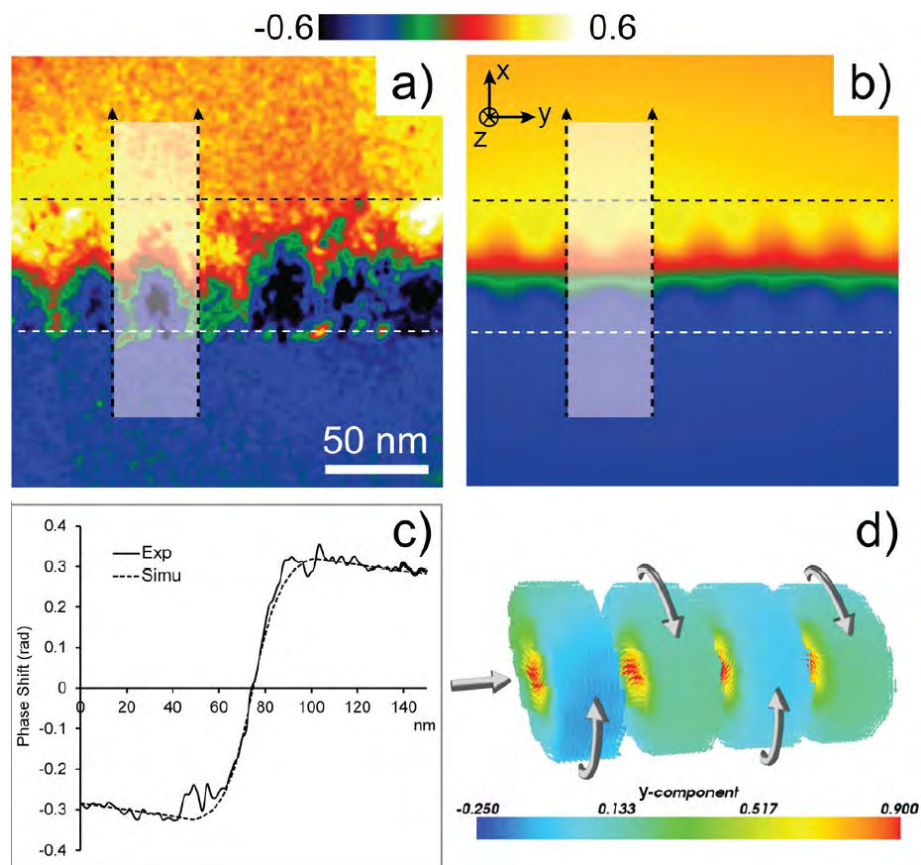 -0.6 0.6
a)
b)
x
y
z
50 nm
c)
0.4
Exp
0.3
Simu
0.2
0.1
Phase Shift (rad)
0
0 20 40 60 80 100 120 140
nm
-0.1
-0.2
-0.3
-0.4
d)
y-component
-0.250 0.133 0.517 0.900